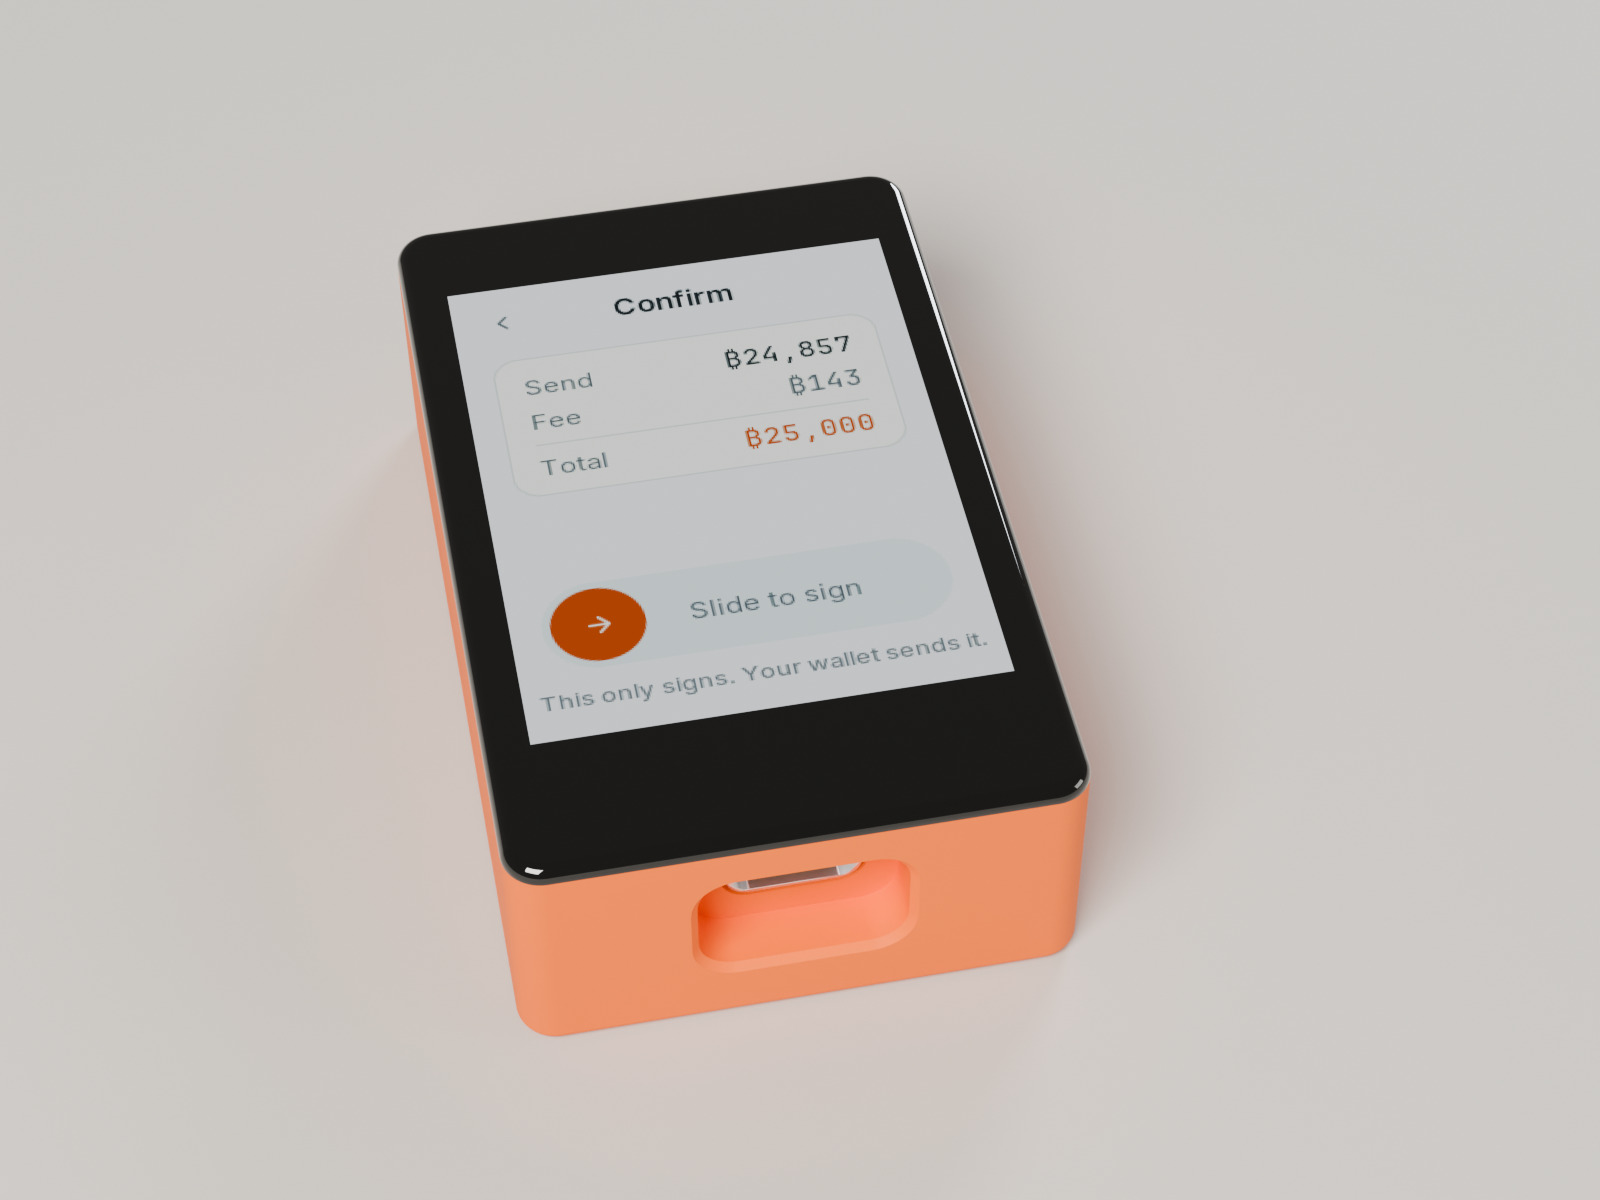 Confirm
Send ₿24,857
Fee ₿143
Total ₿25,000
Slide to sign
This only signs. Your wallet sends it.